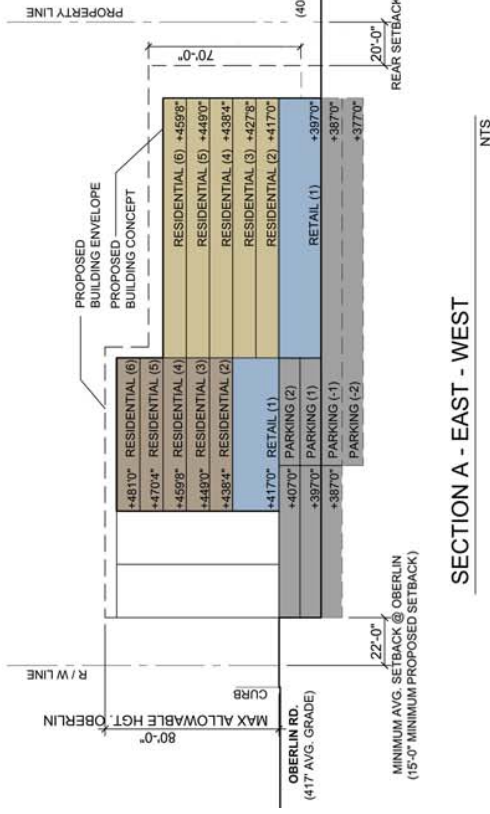 PROPERTY LINE
(40
20'-0"
REAR SETBACK
70'-0"
PROPOSED
BUILDING ENVELOPE
PROPOSED
BUILDING CONCEPT
RESIDENTIAL (6) +459'8"
RESIDENTIAL (5) +449'0"
RESIDENTIAL (4) +438'4"
RESIDENTIAL (3) +427'8"
RESIDENTIAL (2) +417'0"
RETAIL (1) +397'0"
+387'0"
+377'0"
+481'0" RESIDENTIAL (6)
+470'4" RESIDENTIAL (5)
+459'8" RESIDENTIAL (4)
+449'0" RESIDENTIAL (3)
+438'4" RESIDENTIAL (2)
+417'0" RETAIL (1)
+407'0" PARKING (2)
+397'0" PARKING (1)
+387'0" PARKING (-1)
PARKING (-2)
R / W LINE
MAX ALLOWABLE HGT. OBERLIN
80'-0"
CURB
OBERLIN RD.
(417' AVG. GRADE)
22'-0"
MINIMUM AVG. SETBACK @ OBERLIN
(15'-0" MINIMUM PROPOSED SETBACK)
SECTION A - EAST - WEST
NTS